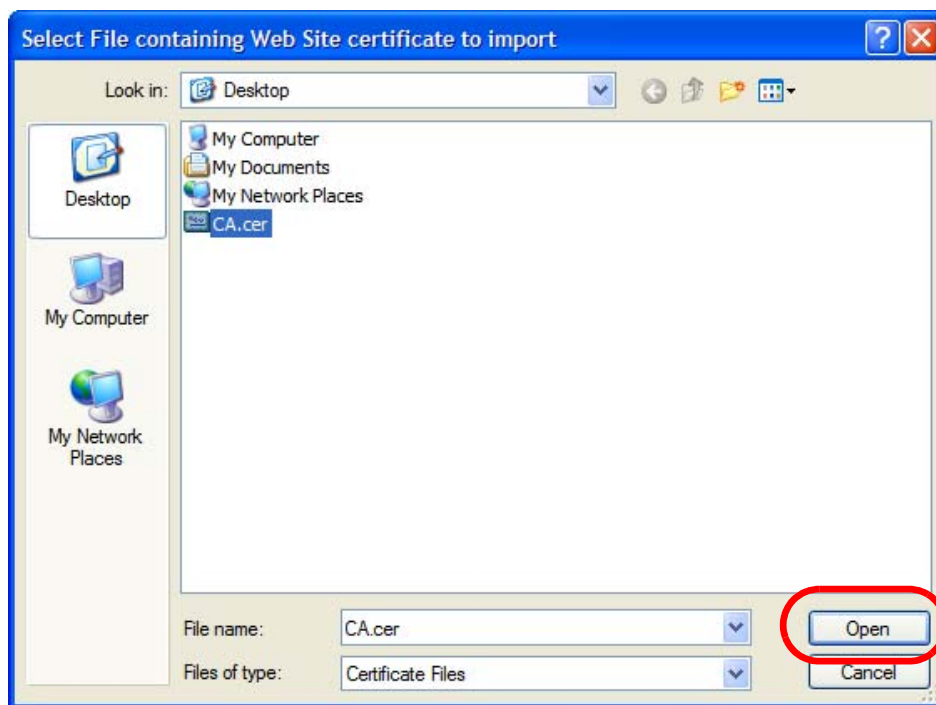 Select File containing Web Site certificate to import
Look in: Desktop
Desktop
My Computer
My Network
Places
My Computer
My Documents
My Network Places
CA.cer
File name: CA.cer Open
Files of type: Certificate Files Cancel